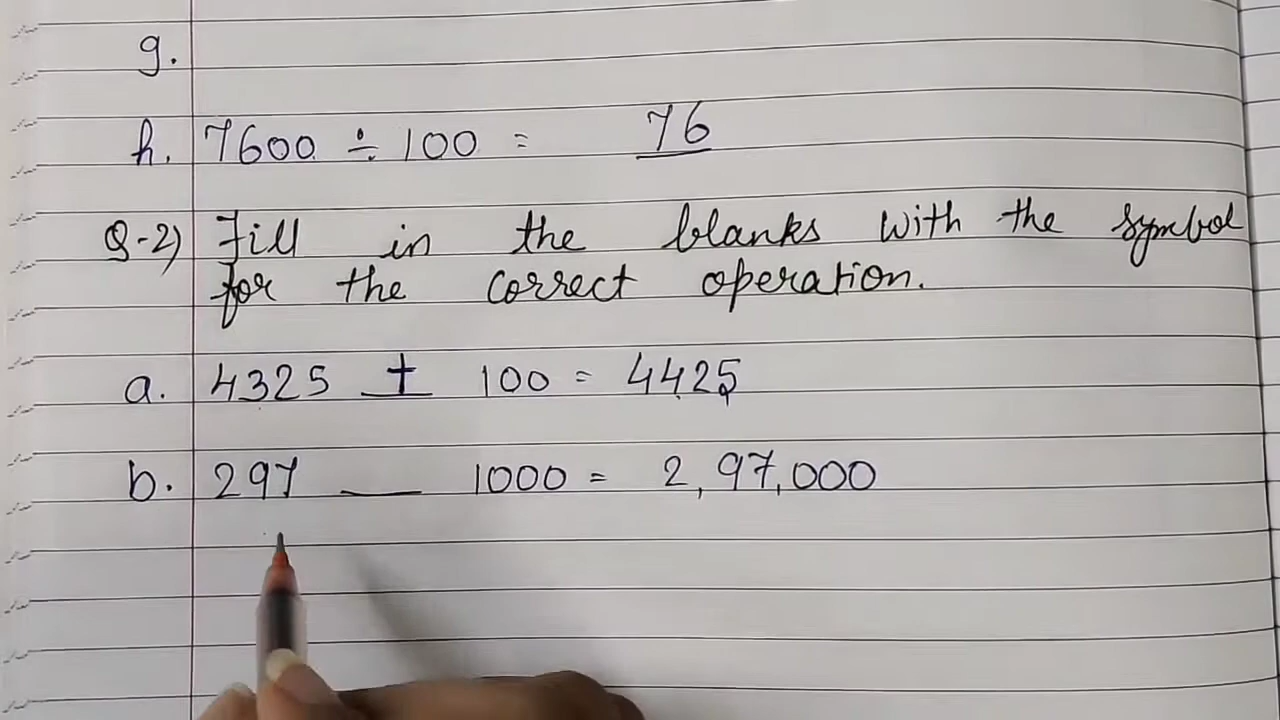 g.
h. 7600 ÷ 100 = 76
Q-2) Fill in the blanks with the symbol
for the correct operation.
a. 4325 + 100 = 4425
b. 297 __ 1000 = 2,97,000